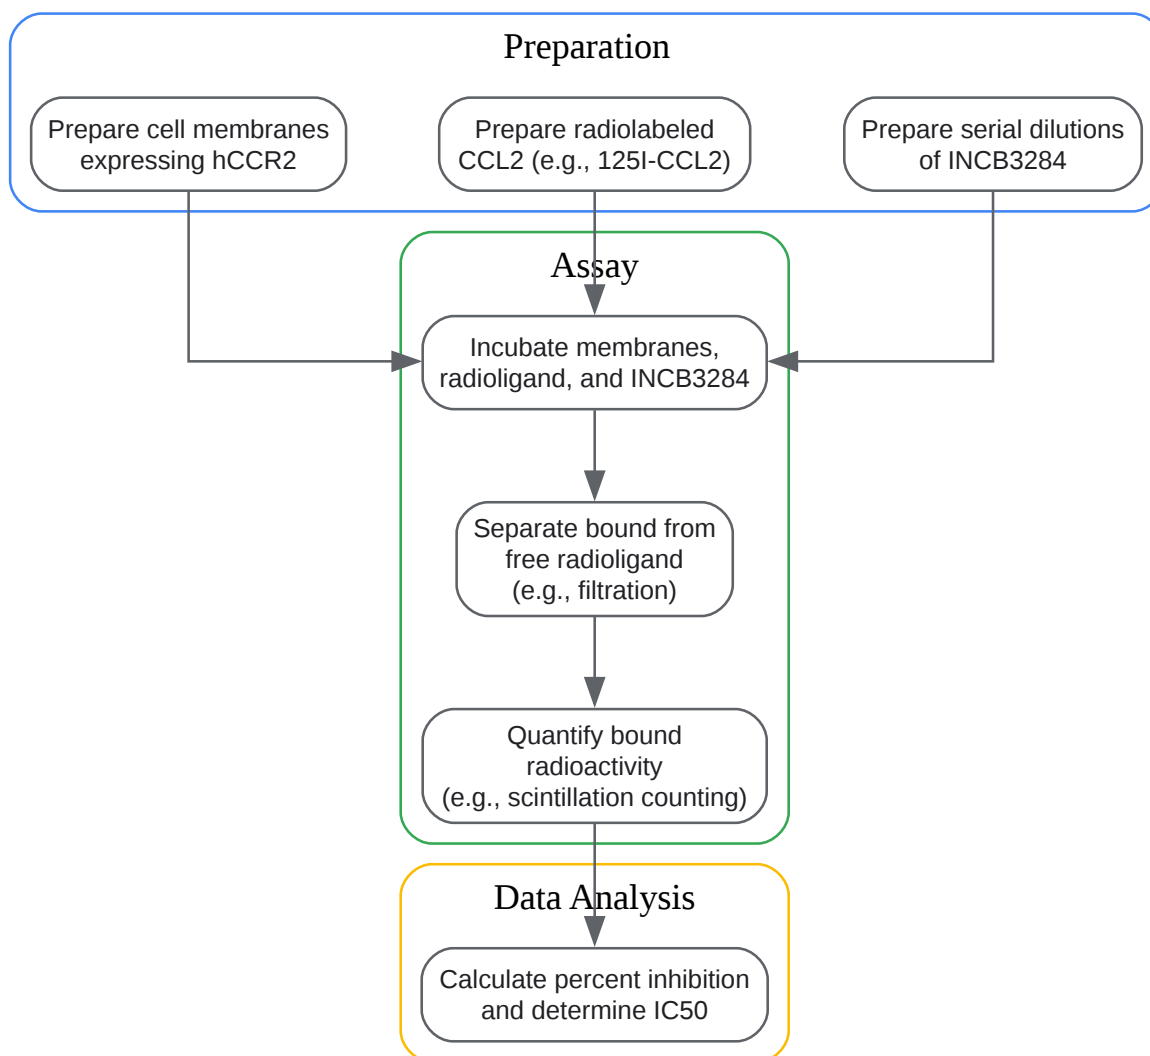 Preparation
Prepare cell membranes
expressing hCCR2
Prepare radiolabeled
CCL2 (e.g., 125I-CCL2)
Prepare serial dilutions
of INCB3284
Assay
Incubate membranes,
radioligand, and INCB3284
Separate bound from
free radioligand
(e.g., filtration)
Quantify bound
radioactivity
(e.g., scintillation counting)
Data Analysis
Calculate percent inhibition
and determine IC50